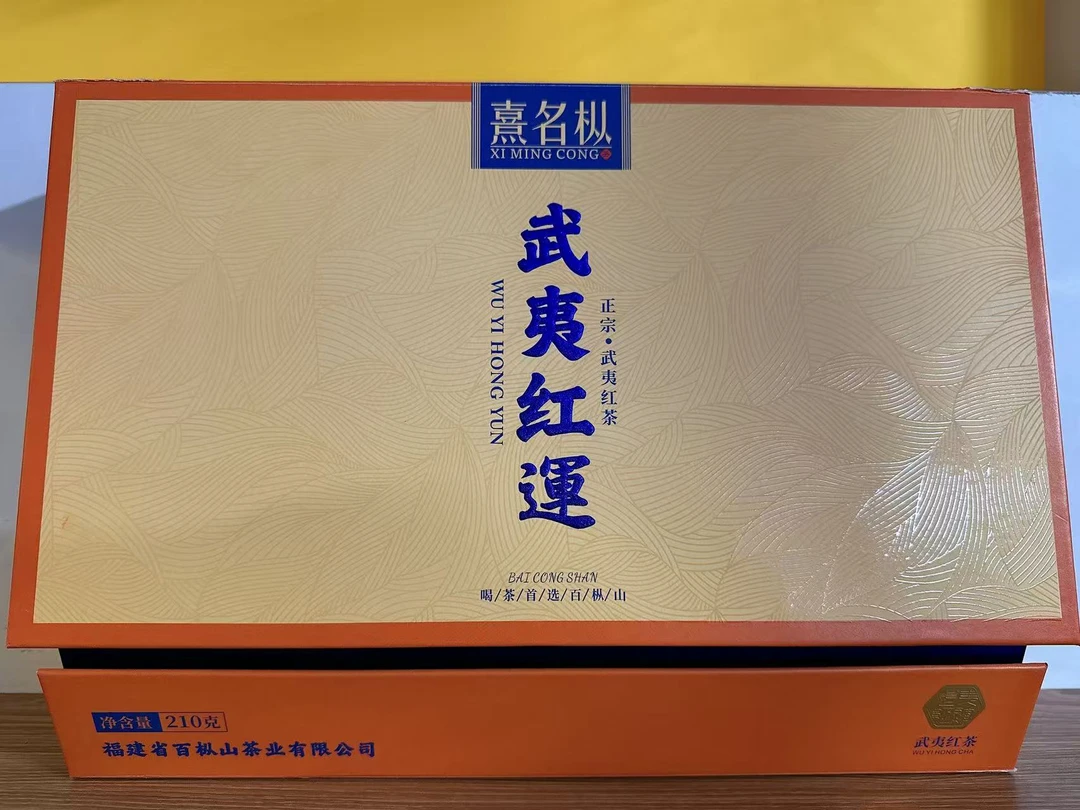 熹名枞
XI MING CONG
武夷红運
WU YI HONG YUN
正宗·武夷红茶
BAI CONG SHAN
喝/茶/首/选/百/枞/山
净含量 210克
福建省百枞山茶业有限公司
武夷红茶
WU YI HONG CHA